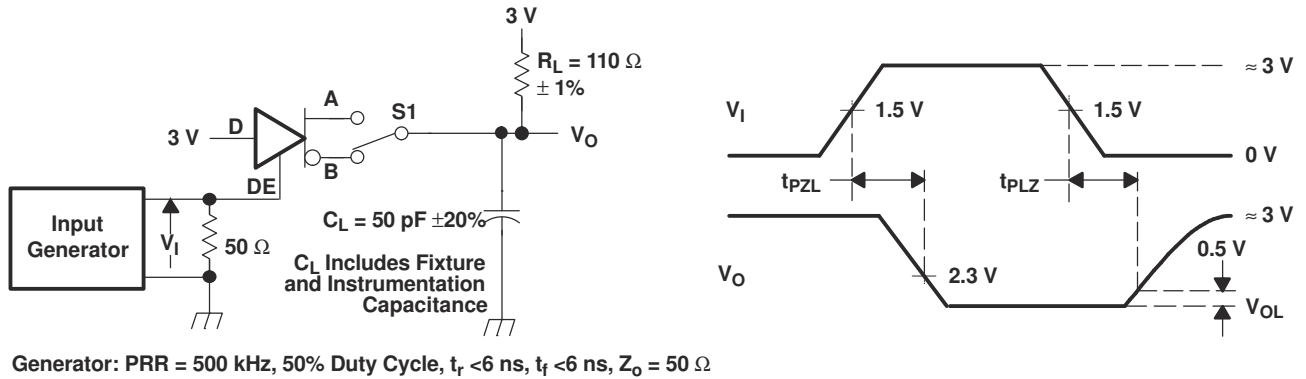 3 V
R_L = 110 Ω
± 1%
A
S1
3 V
D
B
V_O
DE
Input
Generator
V_I
50 Ω
C_L = 50 pF ±20%
C_L Includes Fixture
and Instrumentation
Capacitance
Generator: PRR = 500 kHz, 50% Duty Cycle, t_r <6 ns, t_f <6 ns, Z_o = 50 Ω
≈ 3 V
V_I
1.5 V
1.5 V
0 V
t_PZL
t_PLZ
≈ 3 V
0.5 V
V_O
2.3 V
V_OL